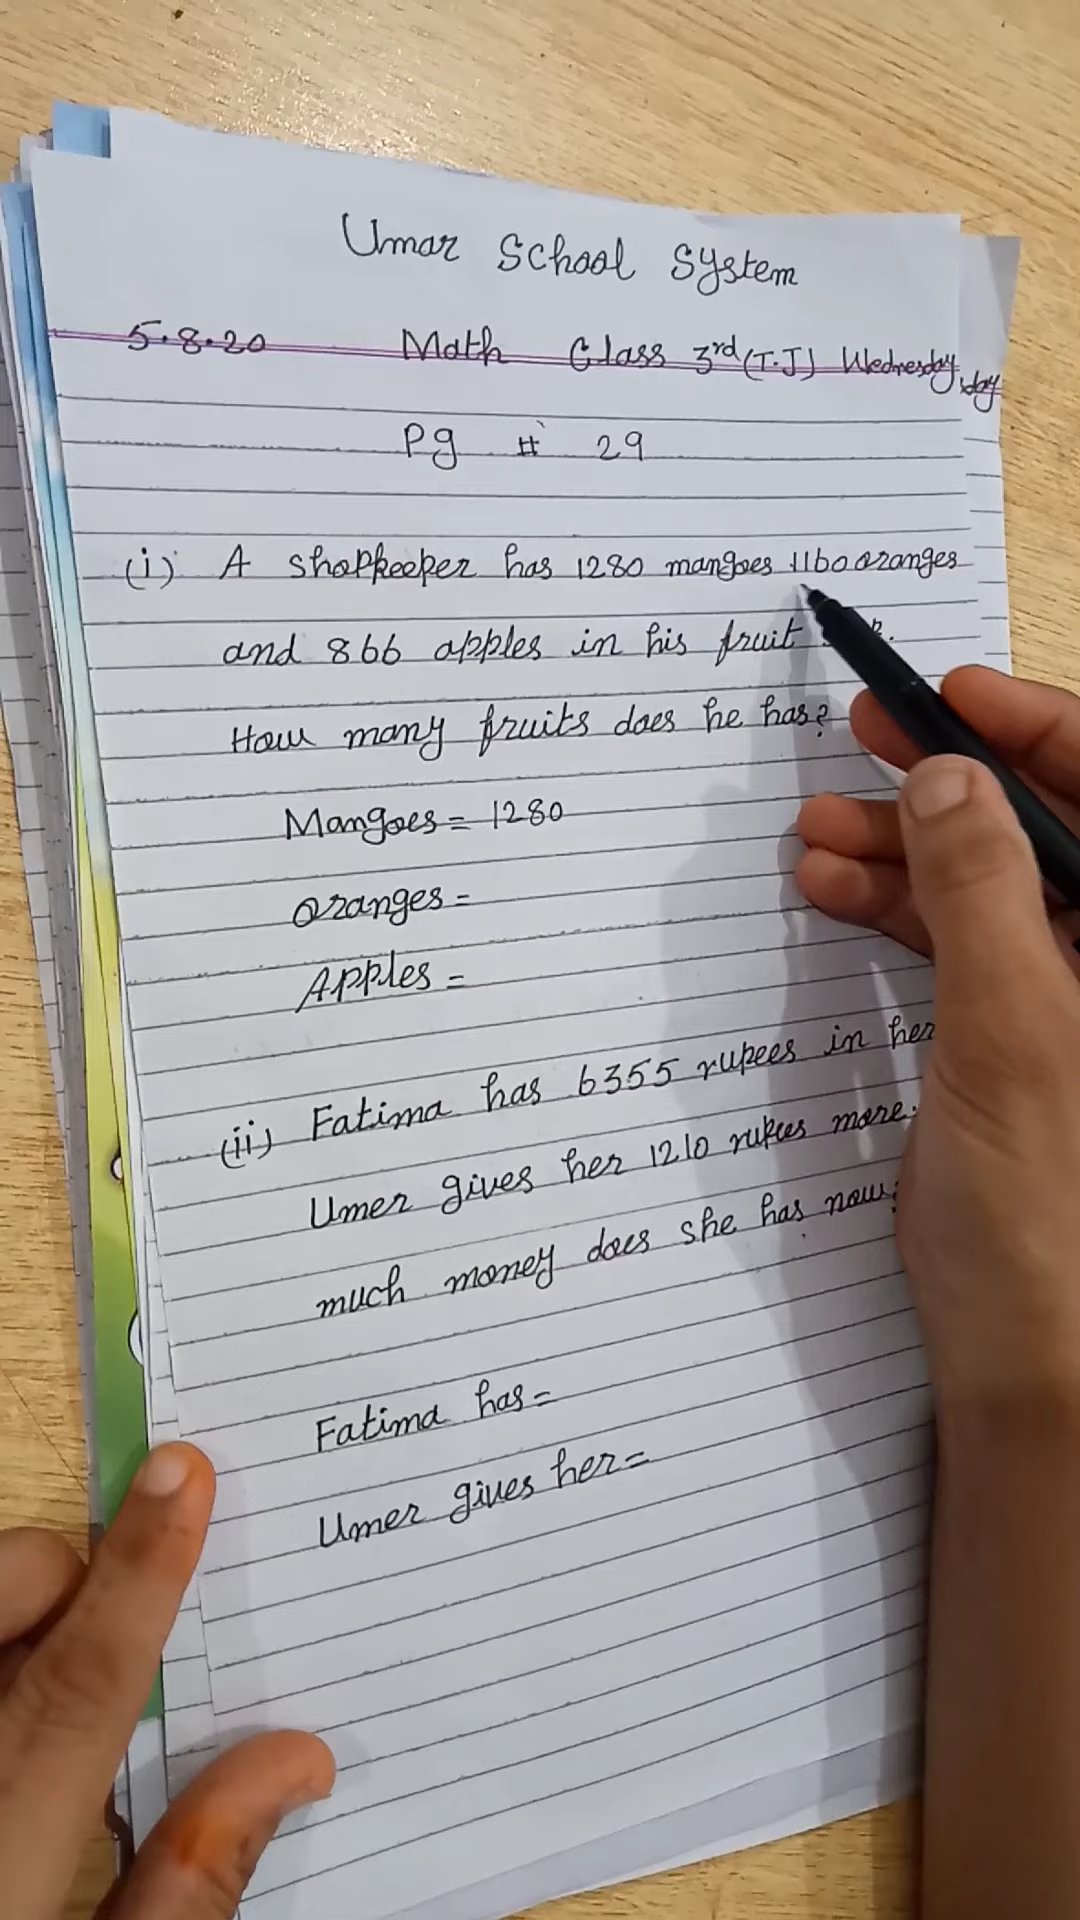 Umar School System
5.8.20 Math Class 3rd (T.J) Wednesday day
Pg # 29
(i) A shopkeeper has 1280 mangoes 1160 oranges
and 866 apples in his fruit
How many fruits does he has?
Mangoes = 1280
Oranges =
Apples =
(ii) Fatima has 6355 rupees in her
Umer gives her 1210 rupees more.
much money does she has now?
Fatima has =
Umer gives her =